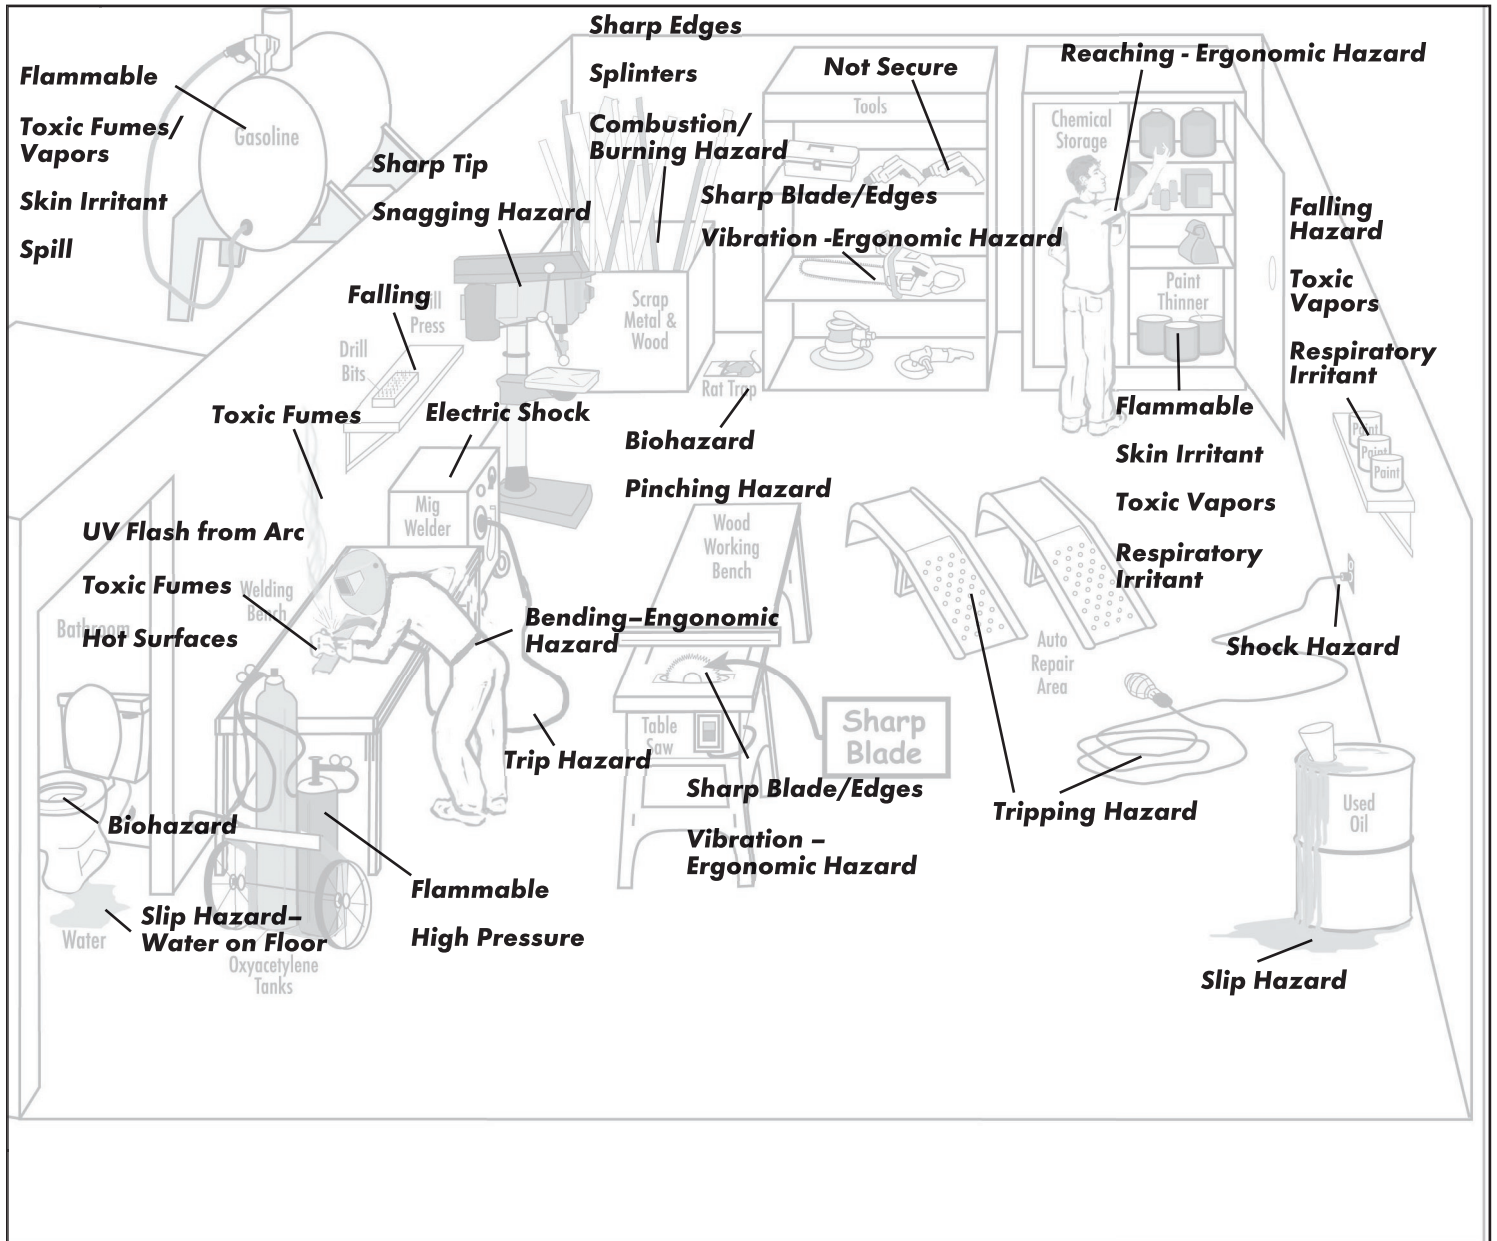 Sharp Edges
Splinters
Combustion/
Burning Hazard
Not Secure
Reaching - Ergonomic Hazard
Flammable
Toxic Fumes/
Vapors
Skin Irritant
Spill
Gasoline
Sharp Tip
Snagging Hazard
Tools
Sharp Blade/Edges
Vibration -Ergonomic Hazard
Chemical
Storage
Falling
Hazard
Toxic
Vapors
Respiratory
Irritant
Falling
Drill
Press
Drill
Bits
Scrap
Metal &
Wood
Paint
Thinner
Rat Trap
Toxic Fumes
Electric Shock
Biohazard
Pinching Hazard
Flammable
Skin Irritant
Toxic Vapors
Respiratory
Irritant
Paint
Paint
Paint
Mig
Welder
Wood
Working
Bench
UV Flash from Arc
Toxic Fumes
Hot Surfaces
Welding
Bench
Bathroom
Bending–Engonomic
Hazard
Auto
Repair
Area
Shock Hazard
Table
Saw
Sharp
Blade
Trip Hazard
Sharp Blade/Edges
Vibration –
Ergonomic Hazard
Tripping Hazard
Used
Oil
Biohazard
Flammable
High Pressure
Slip Hazard–
Water on Floor
Water
Oxyacetylene
Tanks
Slip Hazard